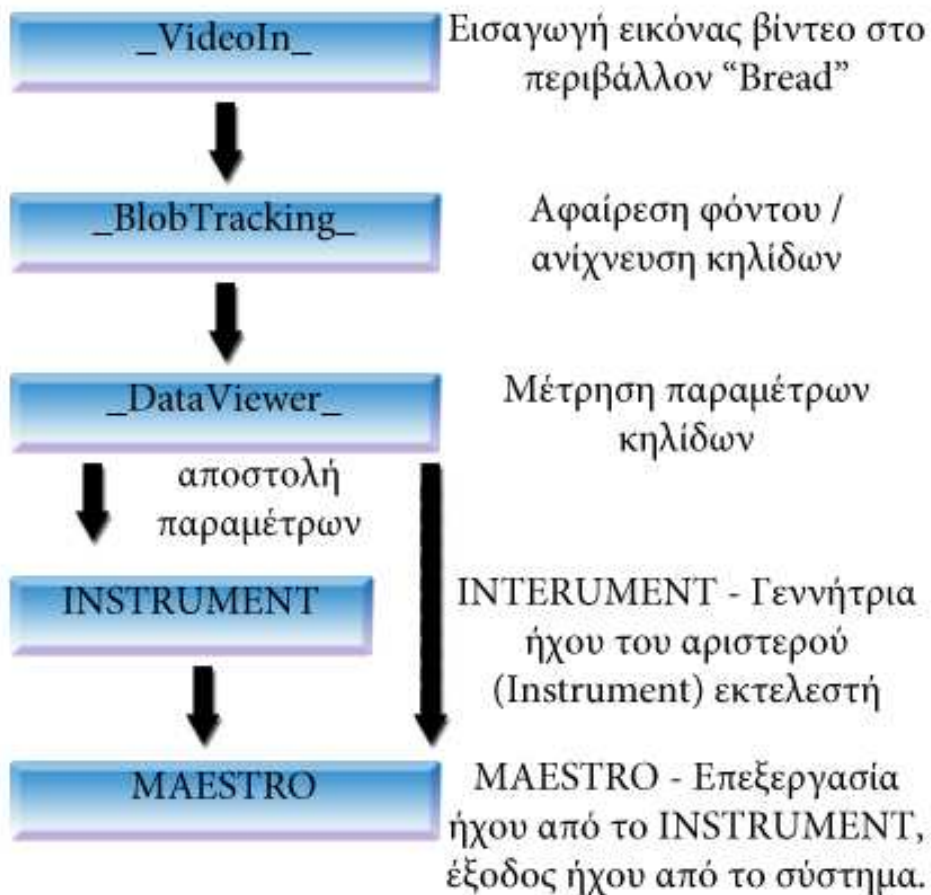 _VideoIn_
Εισαγωγή εικόνας βίντεο στο
περιβάλλον “Bread”
_BlobTracking_
Αφαίρεση φόντου /
ανίχνευση κηλίδων
_DataViewer_
Μέτρηση παραμέτρων
κηλίδων
αποστολή
παραμέτρων
INSTRUMENT
INTERUMENT - Γεννήτρια
ήχου του αριστερού
(Instrument) εκτελεστή
MAESTRO
MAESTRO - Επεξεργασία
ήχου από το INSTRUMENT,
έξοδος ήχου από το σύστημα.